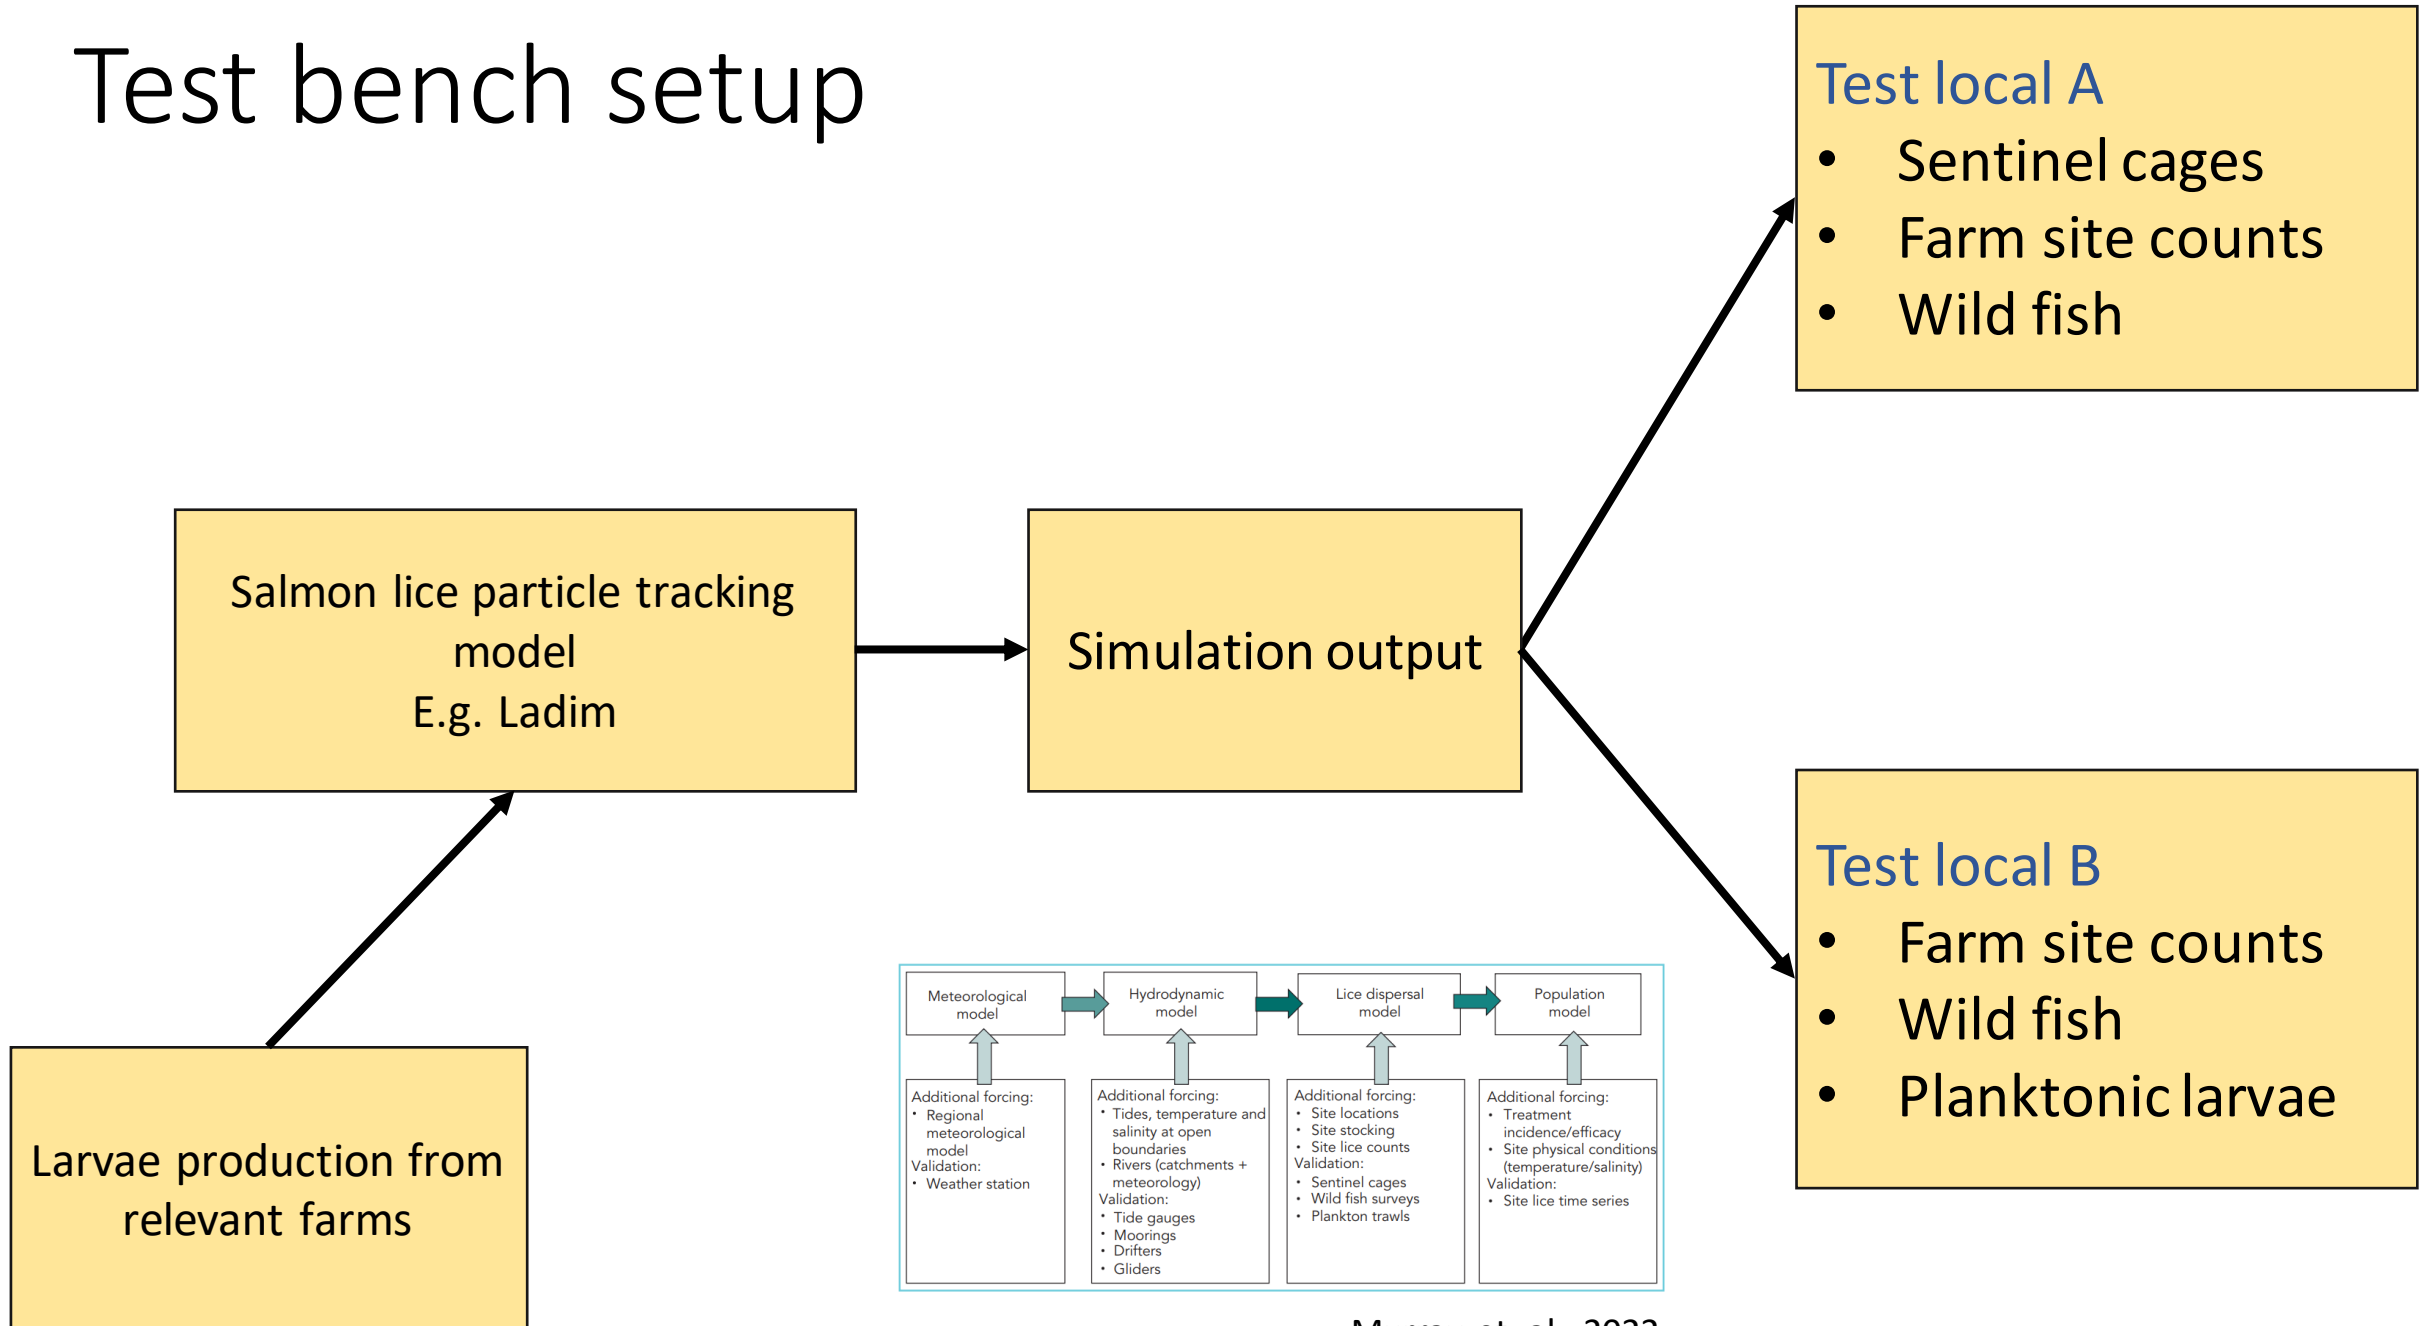 Test bench setup
Test local A
• Sentinel cages
• Farm site counts
• Wild fish
Salmon lice particle tracking
model
E.g. Ladim
Simulation output
Larvae production from
relevant farms
Test local B
• Farm site counts
• Wild fish
• Planktonic larvae
Meteorological
model
Hydrodynamic
model
Lice dispersal
model
Population
model
Additional forcing:
• Regional
meteorological
model
Validation:
• Weather station
Additional forcing:
• Tides, temperature and
salinity at open
boundaries
• Rivers (catchments +
meteorology)
Validation:
• Tide gauges
• Moorings
• Drifters
• Gliders
Additional forcing:
• Site locations
• Site stocking
• Site lice counts
Validation:
• Sentinel cages
• Wild fish surveys
• Plankton trawls
Additional forcing:
• Treatment
incidence/efficacy
• Site physical conditions
(temperature/salinity)
Validation:
• Site lice time series